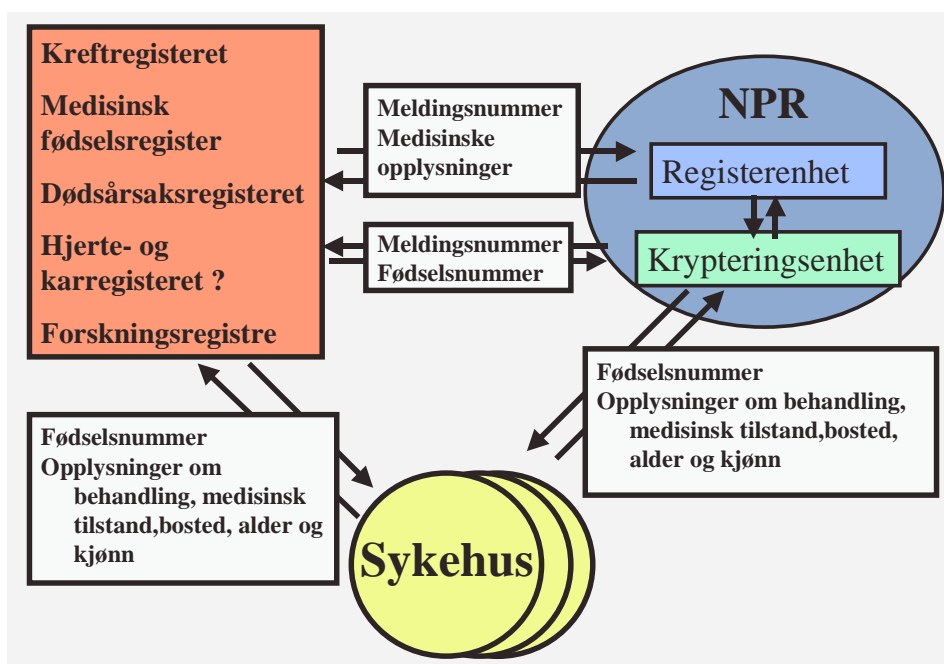 Kreftregisteret
Medisinsk
fødselsregister
Dødsårsaksregisteret
Hjerte- og
karregisteret ?
Forskningsregistre
Meldingsnummer
Medisinske
opplysninger
Meldingsnummer
Fødselsnummer
NPR
Registerenhet
Krypteringsenhet
Fødselsnummer
Opplysninger om behandling,
medisinsk tilstand,bosted,
alder og kjønn
Fødselsnummer
Opplysninger om
behandling, medisinsk
tilstand,bosted, alder og
kjønn
Sykehus